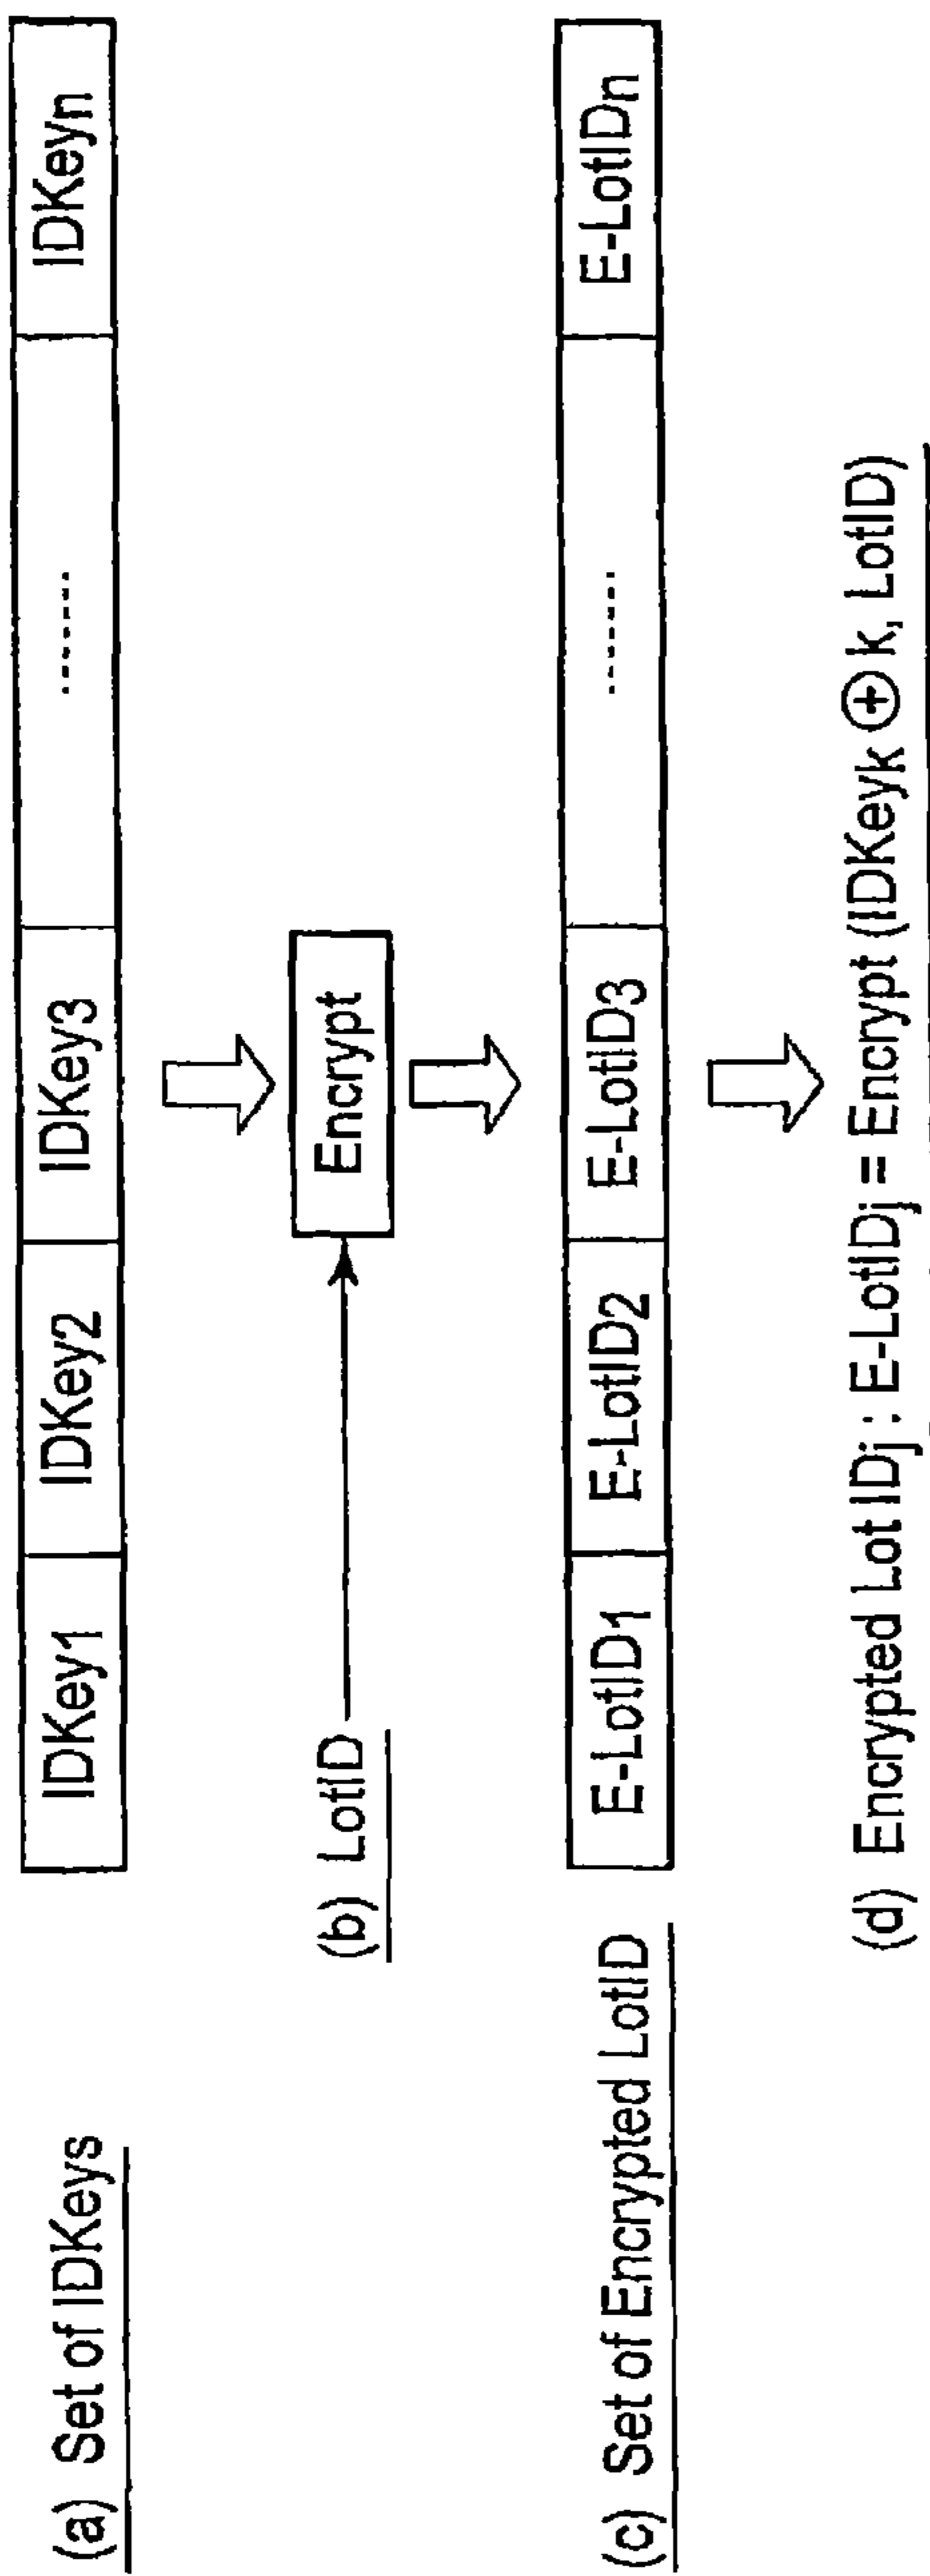 (a) Set of IDKeys
IDKey1 IDKey2 IDKey3 ....... IDKeyn
(b) LotID
Encrypt
(c) Set of Encrypted LotID
E-LotID1 E-LotID2 E-LotID3 ....... E-LotIDn
(d) Encrypted Lot IDj : E-LotIDj = Encrypt (IDKeyk ⊕ k, LotID)